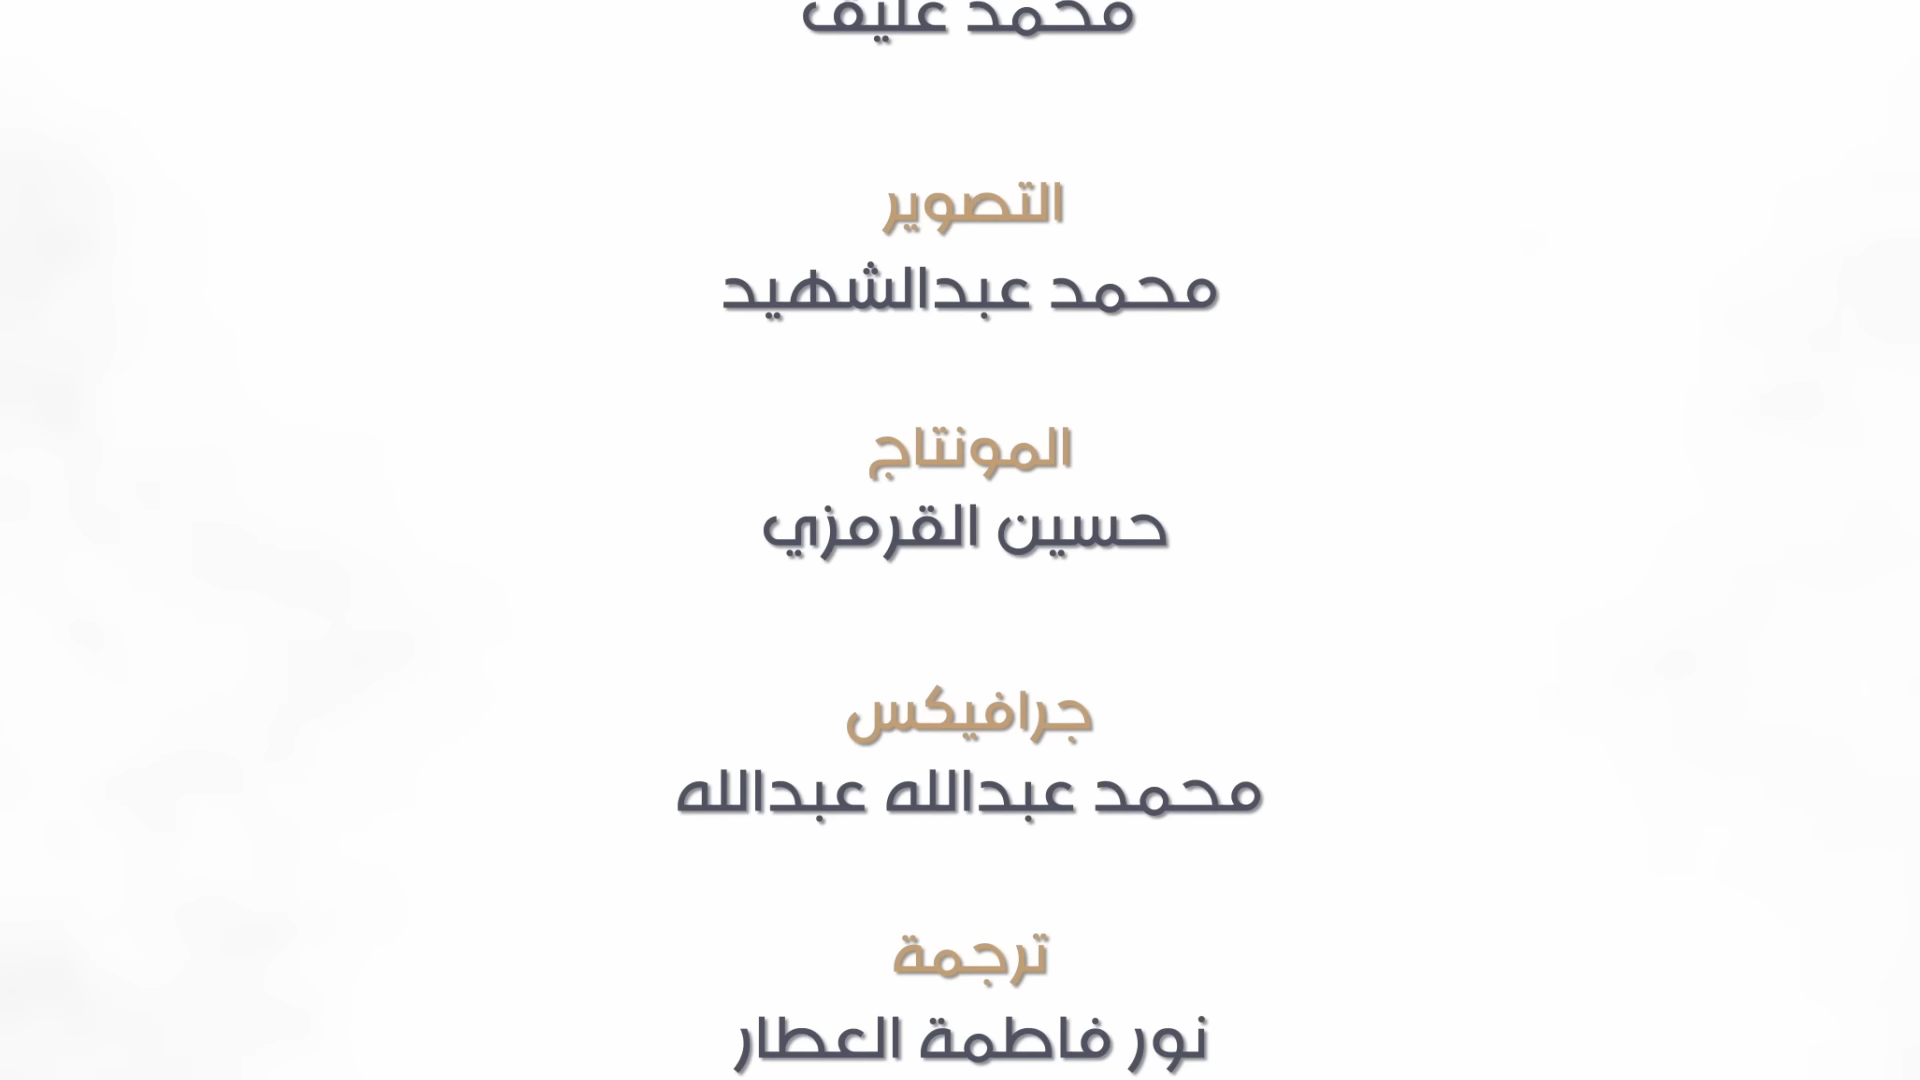 محمد عليف
التصوير
محمد عبدالشهيد
المونتاج
حسين القرمزي
جرافيكس
محمد عبدالله عبدالله
ترجمة
نور فاطمة العطار